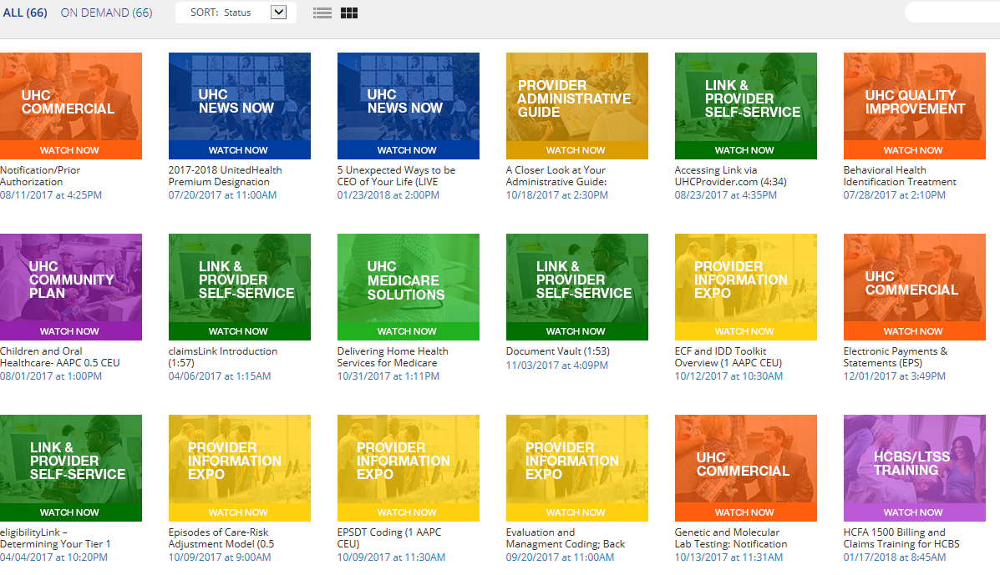 ALL (66) ON DEMAND (66) SORT: Status
UHC
COMMERCIAL
WATCH NOW
Notification/Prior
Authorization
08/11/2017 at 4:25PM
UHC
NEWS NOW
WATCH NOW
2017-2018 UnitedHealth
Premium Designation
07/20/2017 at 11:00AM
UHC
NEWS NOW
WATCH NOW
5 Unexpected Ways to be
CEO of Your Life (LIVE
01/23/2018 at 2:00PM
PROVIDER
ADMINISTRATIVE
GUIDE
WATCH NOW
A Closer Look at Your
Administrative Guide:
10/18/2017 at 2:30PM
LINK &
PROVIDER
SELF-SERVICE
WATCH NOW
Accessing Link via
UHCProvider.com (4:34)
08/23/2017 at 4:35PM
UHC QUALITY
IMPROVEMENT
WATCH NOW
Behavioral Health
Identification Treatment
07/28/2017 at 2:10PM
UHC
COMMUNITY
PLAN
WATCH NOW
Children and Oral
Healthcare- AAPC 0.5 CEU
08/01/2017 at 1:00PM
LINK &
PROVIDER
SELF-SERVICE
WATCH NOW
claimsLink Introduction
(1:57)
04/06/2017 at 1:15AM
UHC
MEDICARE
SOLUTIONS
WATCH NOW
Delivering Home Health
Services for Medicare
10/31/2017 at 1:11PM
LINK &
PROVIDER
SELF-SERVICE
WATCH NOW
Document Vault (1:53)
11/03/2017 at 4:09PM
PROVIDER
INFORMATION
EXPO
WATCH NOW
ECF and IDD Toolkit
Overview (1 AAPC CEU)
10/12/2017 at 10:30AM
UHC
COMMERCIAL
WATCH NOW
Electronic Payments &
Statements (EPS)
12/01/2017 at 3:49PM
LINK &
PROVIDER
SELF-SERVICE
WATCH NOW
eligibilityLink –
Determining Your Tier 1
04/04/2017 at 10:20PM
PROVIDER
INFORMATION
EXPO
WATCH NOW
Episodes of Care-Risk
Adjustment Model (0.5
10/09/2017 at 9:00AM
PROVIDER
INFORMATION
EXPO
WATCH NOW
EPSDT Coding (1 AAPC
CEU)
10/09/2017 at 11:30AM
PROVIDER
INFORMATION
EXPO
WATCH NOW
Evaluation and
Managment Coding; Back
09/20/2017 at 11:00AM
UHC
COMMERCIAL
WATCH NOW
Genetic and Molecular
Lab Testing: Notification
10/13/2017 at 11:31AM
HCBS/LTSS
TRAINING
WATCH NOW
HCFA 1500 Billing and
Claims Training for HCBS
01/17/2018 at 8:45AM